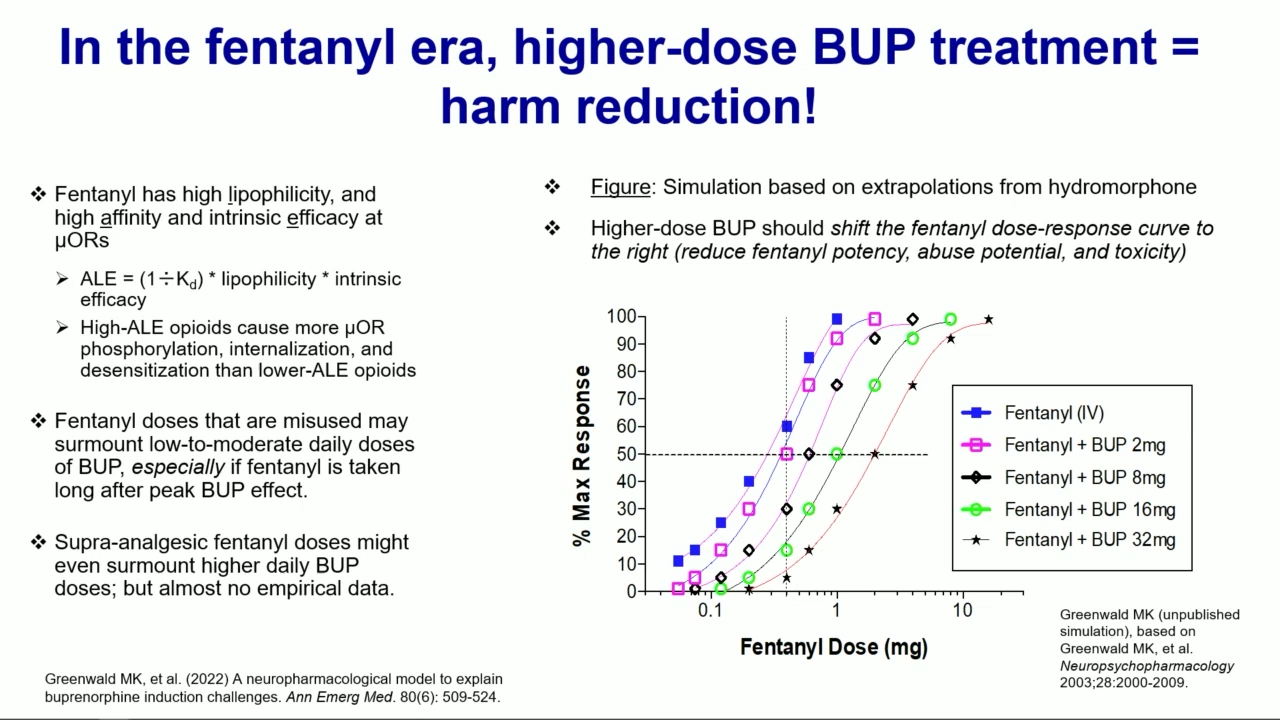 In the fentanyl era, higher-dose BUP treatment =
harm reduction!
❖ Fentanyl has high lipophilicity, and
high affinity and intrinsic efficacy at
µORs
➢ ALE = (1÷Kd) * lipophilicity * intrinsic
efficacy
➢ High-ALE opioids cause more µOR
phosphorylation, internalization, and
desensitization than lower-ALE opioids
❖ Fentanyl doses that are misused may
surmount low-to-moderate daily doses
of BUP, especially if fentanyl is taken
long after peak BUP effect.
❖ Supra-analgesic fentanyl doses might
even surmount higher daily BUP
doses; but almost no empirical data.
Greenwald MK, et al. (2022) A neuropharmacological model to explain
buprenorphine induction challenges. Ann Emerg Med. 80(6): 509-524.
❖ Figure: Simulation based on extrapolations from hydromorphone
❖ Higher-dose BUP should shift the fentanyl dose-response curve to
the right (reduce fentanyl potency, abuse potential, and toxicity)
% Max Response
100
90
80
70
60
50
40
30
20
10
0
0.1 1 10
Fentanyl Dose (mg)
Fentanyl (IV)
Fentanyl + BUP 2mg
Fentanyl + BUP 8mg
Fentanyl + BUP 16mg
Fentanyl + BUP 32mg
Greenwald MK (unpublished
simulation), based on
Greenwald MK, et al.
Neuropsychopharmacology
2003;28:2000-2009.